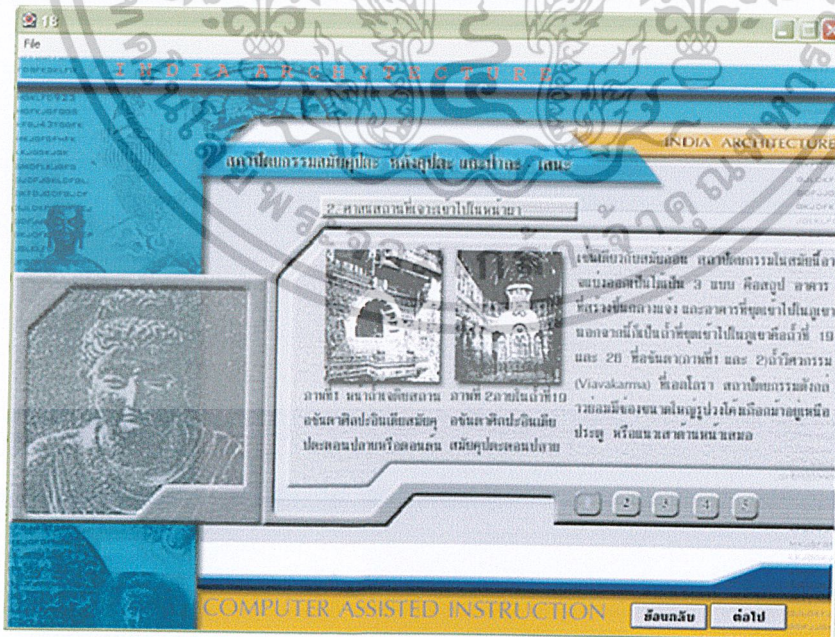 18
File
INDIA ARCHITECTURE
INDIA ARCHITECTURE
สถาปัตยกรรมสมัยคุปตะ หลังคุปตะ และปาละ - เสนะ
2. ศาสนสถานที่เจาะเข้าไปในหน้าผา
เช่นเดียวกับสมัยก่อน สถาปัตยกรรมในสมัยนี้อา
จแบ่งออกเป็นได้เป็น 3 แบบ คือสถูป อาคาร
ที่สร้างขึ้นกลางแจ้ง และอาคารที่ขุดเข้าไปในภูเขา
นอกจากนี้ก็เป็นถ้ำที่ขุดเข้าไปในภูเขาคือถ้ำที่ 19
และ 26 ที่อชันตา(ภาพที่1 และ 2)ถ้ำวิศวกรรม
(Viavakarma) ที่เอลโลรา สถาปัตยกรรมดังกล
่าวย่อมมีช่องขนาดใหญ่รูปวงโค้งเกือกม้าอยู่เหนือ
ประตู หรือแนวเสาด้านหน้าเสมอ
ภาพที่1 หน้าถ้ำเจดียสถาน
อชันตาศิลปะอินเดียสมัยคุ
ปตะตอนปลายหรือตอนต้น
ภาพที่ 2ภายในถ้ำที่19
อชันตาศิลปะอินเดีย
สมัยคุปตะตอนปลาย
1 2 3 4 5
COMPUTER ASSISTED INSTRUCTION
ย้อนกลับ ต่อไป